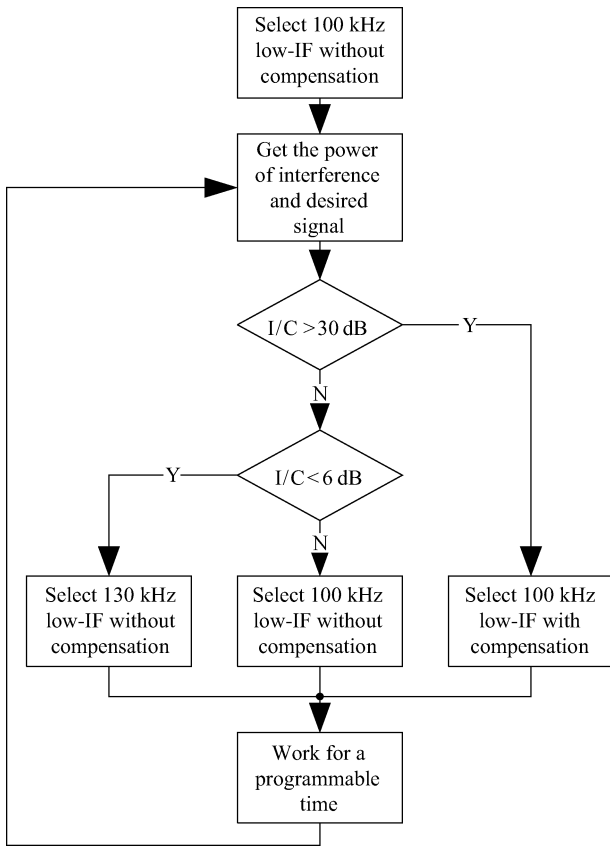 Select 100 kHz
low-IF without
compensation
Get the power
of interference
and desired
signal
I/C>30 dB
Y
N
I/C<6 dB
Y
N
Select 130 kHz
low-IF without
compensation
Select 100 kHz
low-IF without
compensation
Select 100 kHz
low-IF with
compensation
Work for a
programmable
time